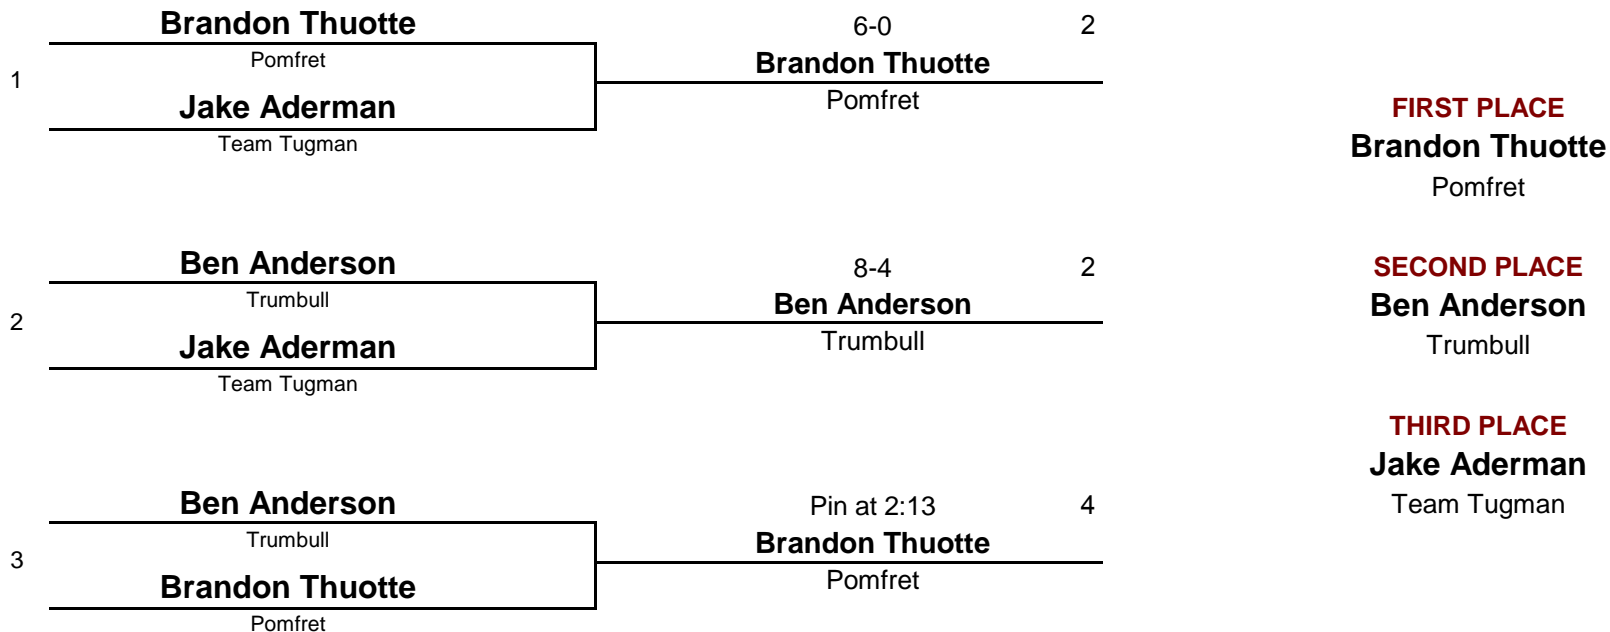 Brandon Thuotte
Pomfret
1
Jake Aderman
Team Tugman
6-0 2
Brandon Thuotte
Pomfret
Ben Anderson
Trumbull
2
Jake Aderman
Team Tugman
8-4 2
Ben Anderson
Trumbull
Ben Anderson
Trumbull
3
Brandon Thuotte
Pomfret
Pin at 2:13 4
Brandon Thuotte
Pomfret
FIRST PLACE
Brandon Thuotte
Pomfret
SECOND PLACE
Ben Anderson
Trumbull
THIRD PLACE
Jake Aderman
Team Tugman